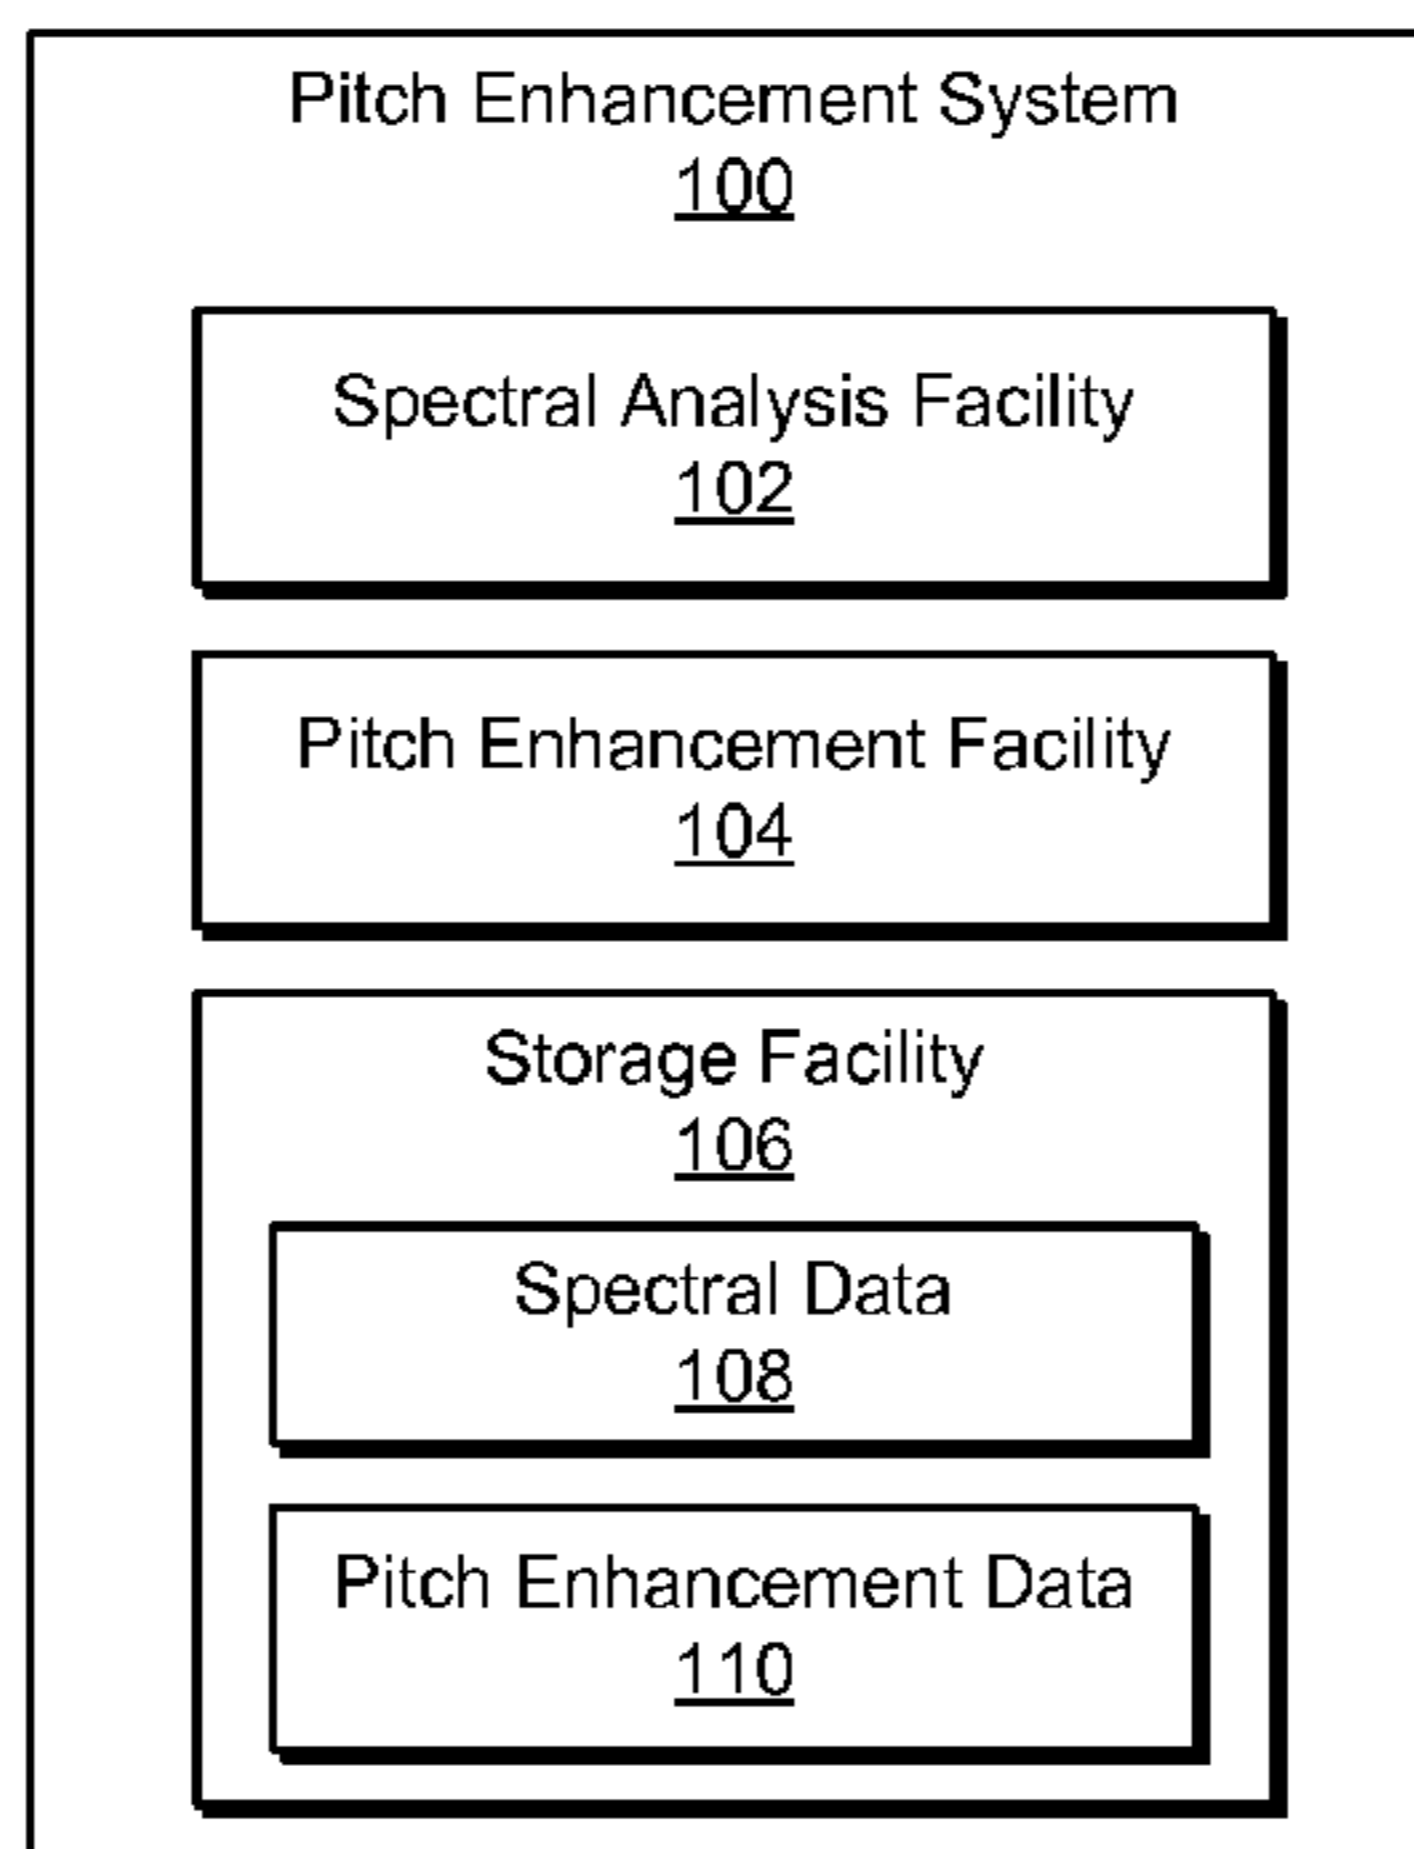 Pitch Enhancement System
100
Spectral Analysis Facility
102
Pitch Enhancement Facility
104
Storage Facility
106
Spectral Data
108
Pitch Enhancement Data
110